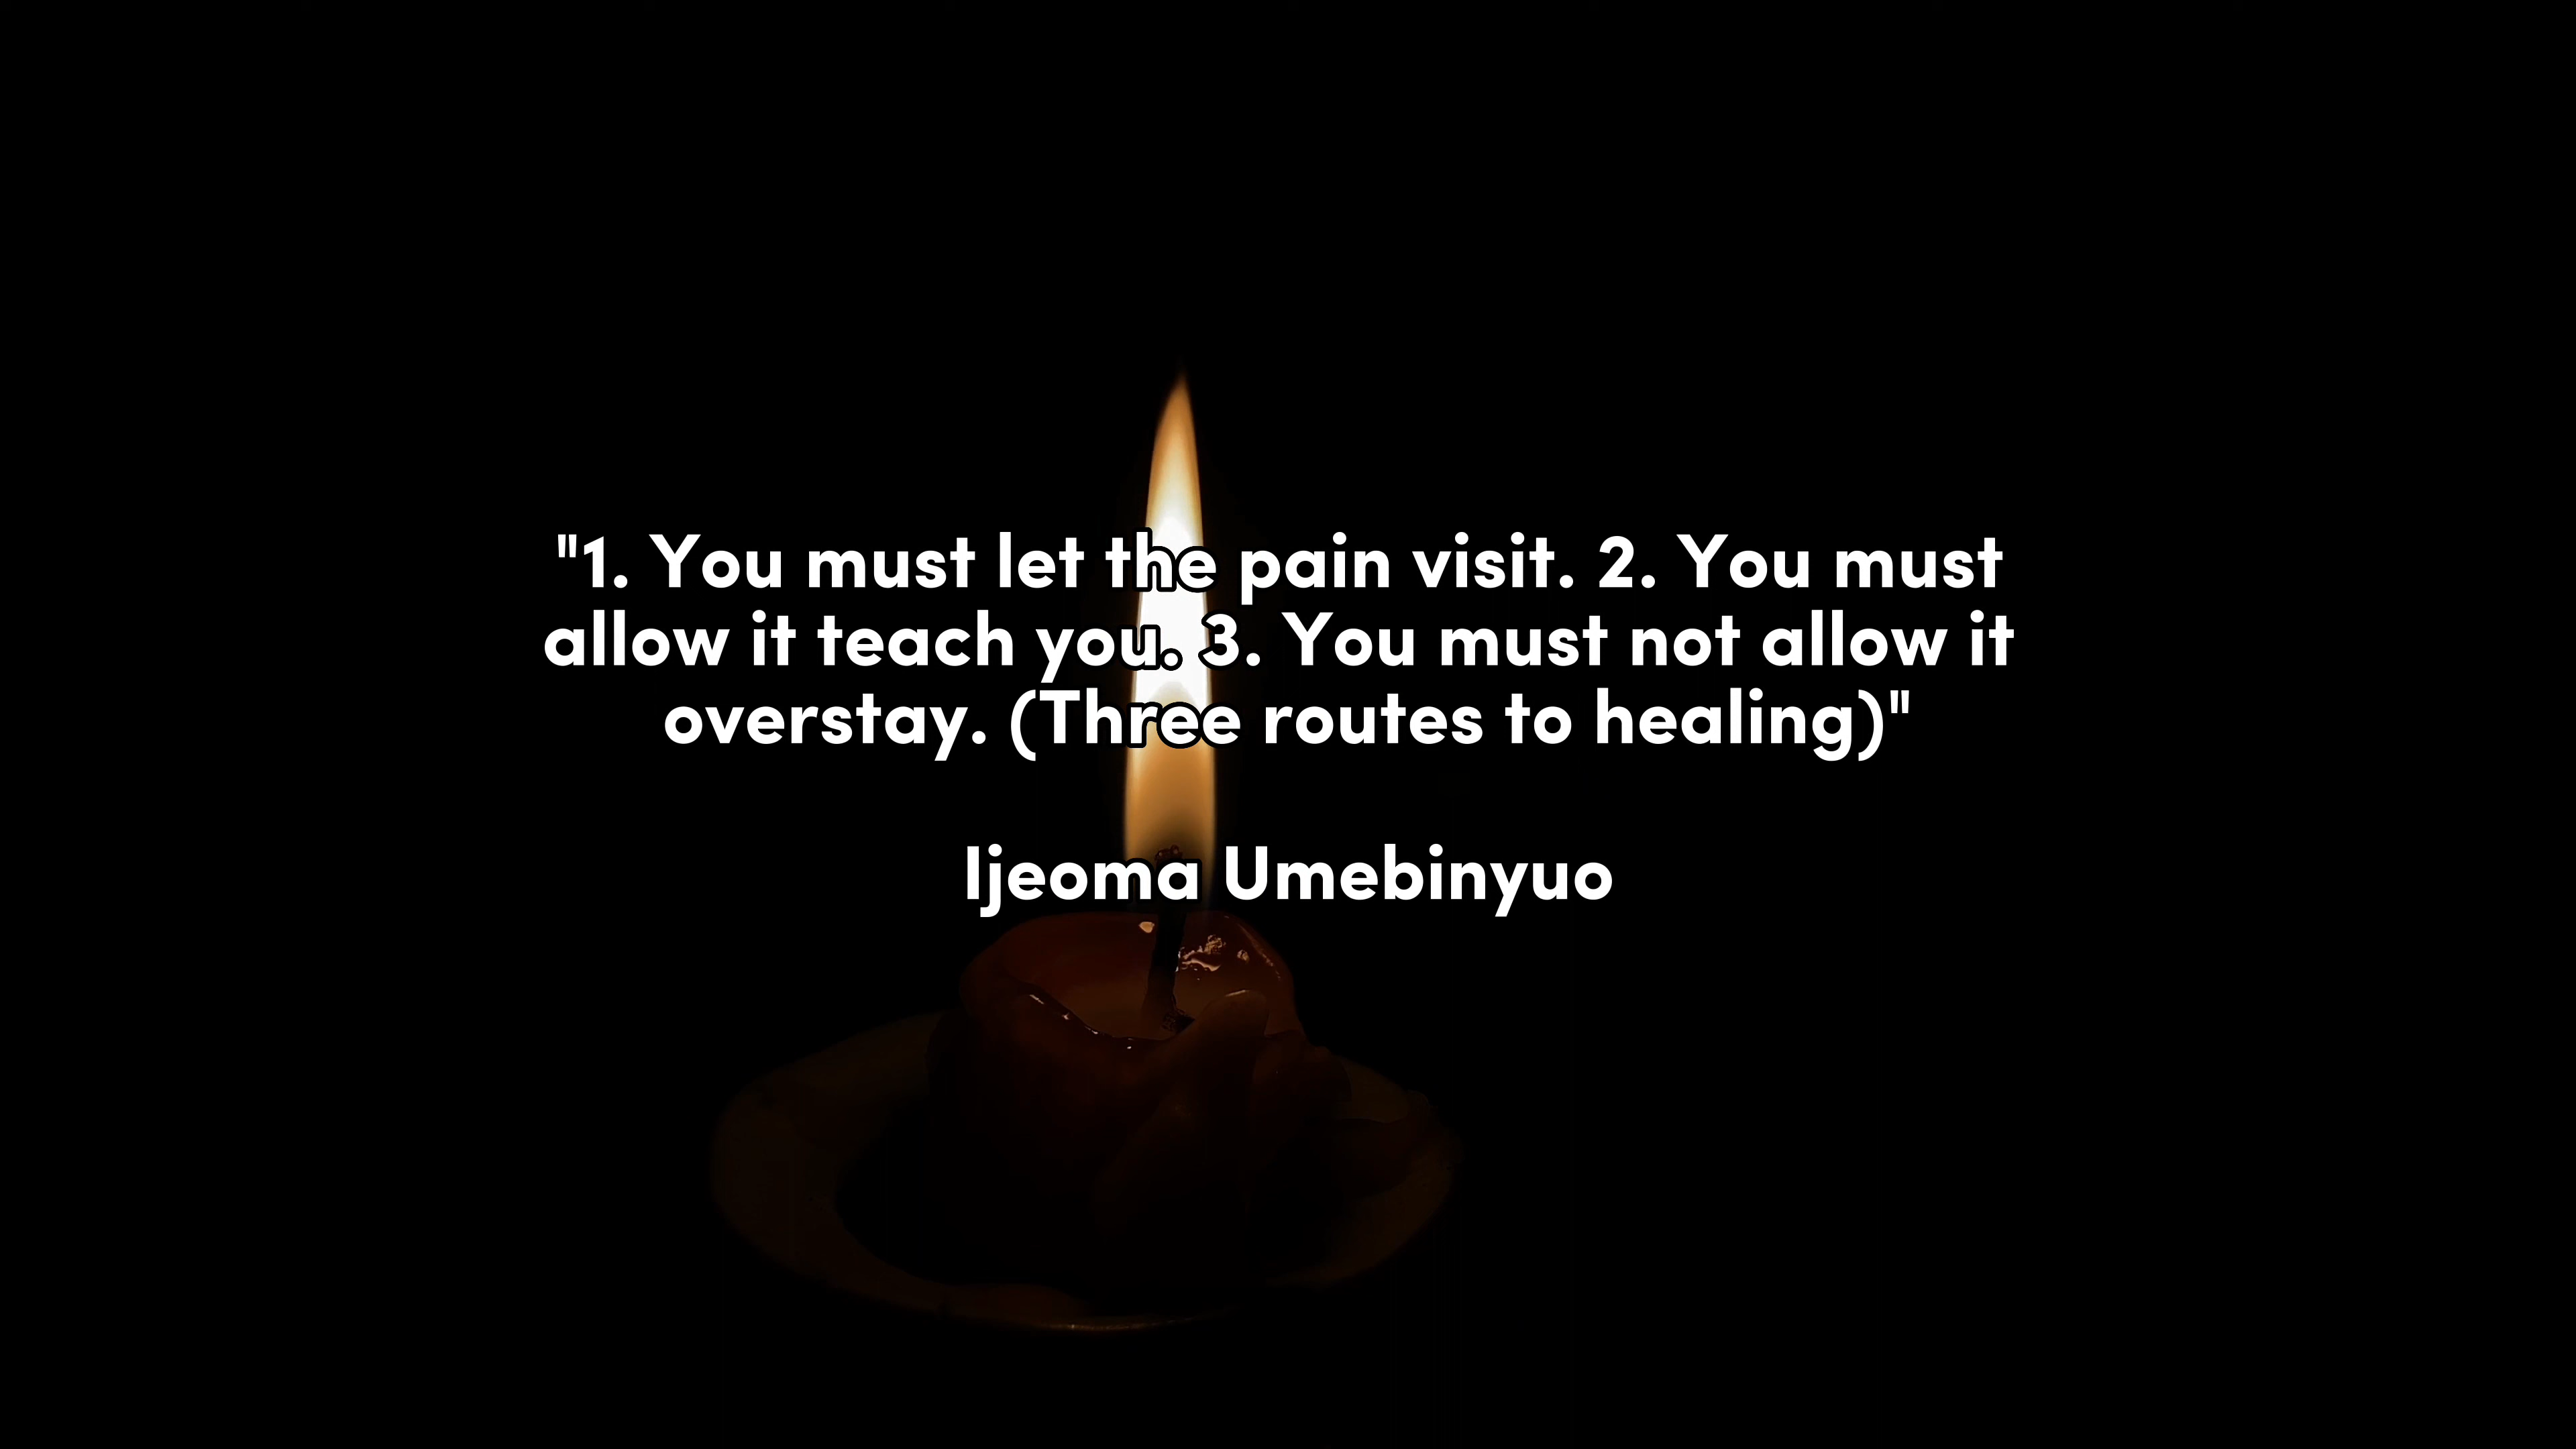 "1. You must let the pain visit. 2. You must
allow it teach you. 3. You must not allow it
overstay. (Three routes to healing)"
Ijeoma Umebinyuo